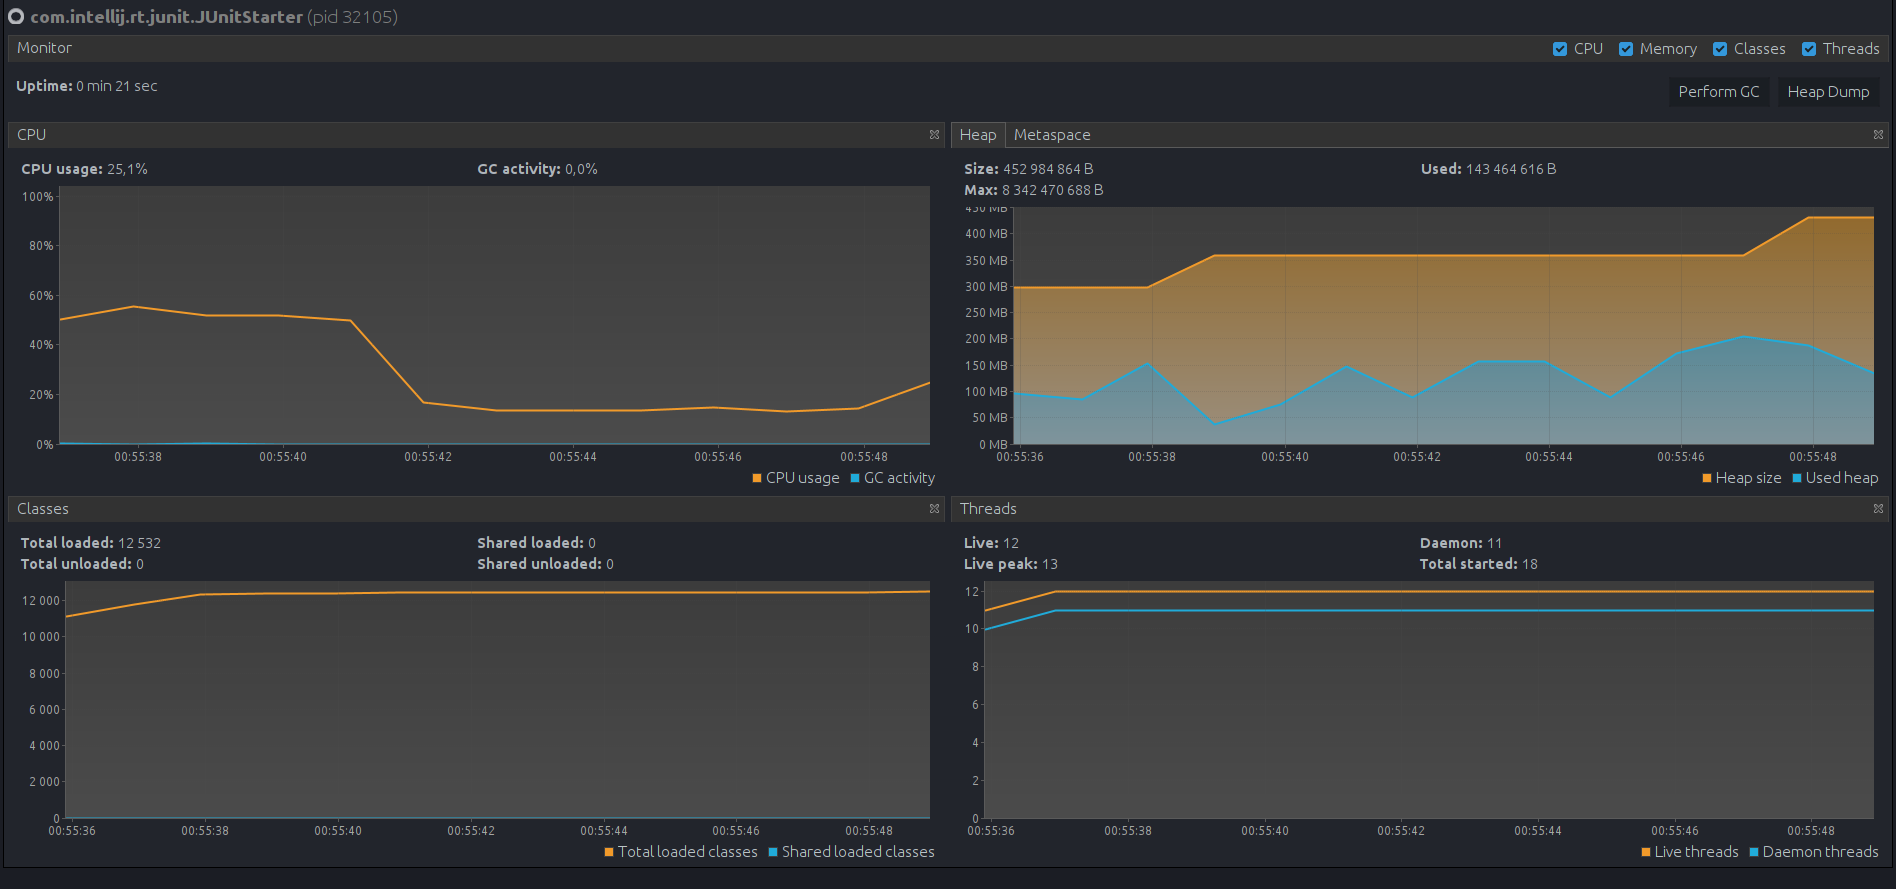 com.intellij.rt.junit.JUnitStarter (pid 32105)
Monitor
CPU Memory Classes Threads
Uptime: 0 min 21 sec
Perform GC Heap Dump
CPU
CPU usage: 25,1% GC activity: 0,0%
100%
80%
60%
40%
20%
0%
00:55:38 00:55:40 00:55:42 00:55:44 00:55:46 00:55:48
CPU usage GC activity
Heap Metaspace
Size: 452 984 864 B Used: 143 464 616 B
Max: 8 342 470 688 B
450 MB
400 MB
350 MB
300 MB
250 MB
200 MB
150 MB
100 MB
50 MB
0 MB
00:55:36 00:55:38 00:55:40 00:55:42 00:55:44 00:55:46 00:55:48
Heap size Used heap
Classes
Total loaded: 12 532 Shared loaded: 0
Total unloaded: 0 Shared unloaded: 0
12 000
10 000
8 000
6 000
4 000
2 000
0
00:55:36 00:55:38 00:55:40 00:55:42 00:55:44 00:55:46 00:55:48
Total loaded classes Shared loaded classes
Threads
Live: 12 Daemon: 11
Live peak: 13 Total started: 18
12
10
8
6
4
2
0
00:55:36 00:55:38 00:55:40 00:55:42 00:55:44 00:55:46 00:55:48
Live threads Daemon threads